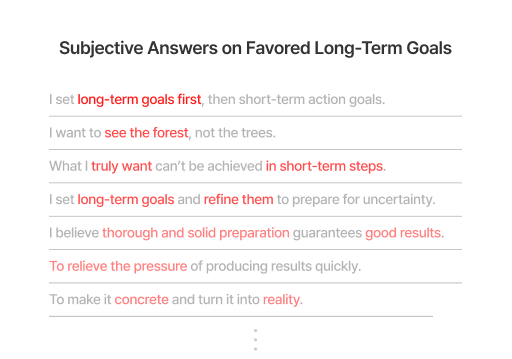 Subjective Answers on Favored Long-Term Goals
I set long-term goals first, then short-term action goals.
I want to see the forest, not the trees.
What I truly want can't be achieved in short-term steps.
I set long-term goals and refine them to prepare for uncertainty.
I believe thorough and solid preparation guarantees good results.
To relieve the pressure of producing results quickly.
To make it concrete and turn it into reality.